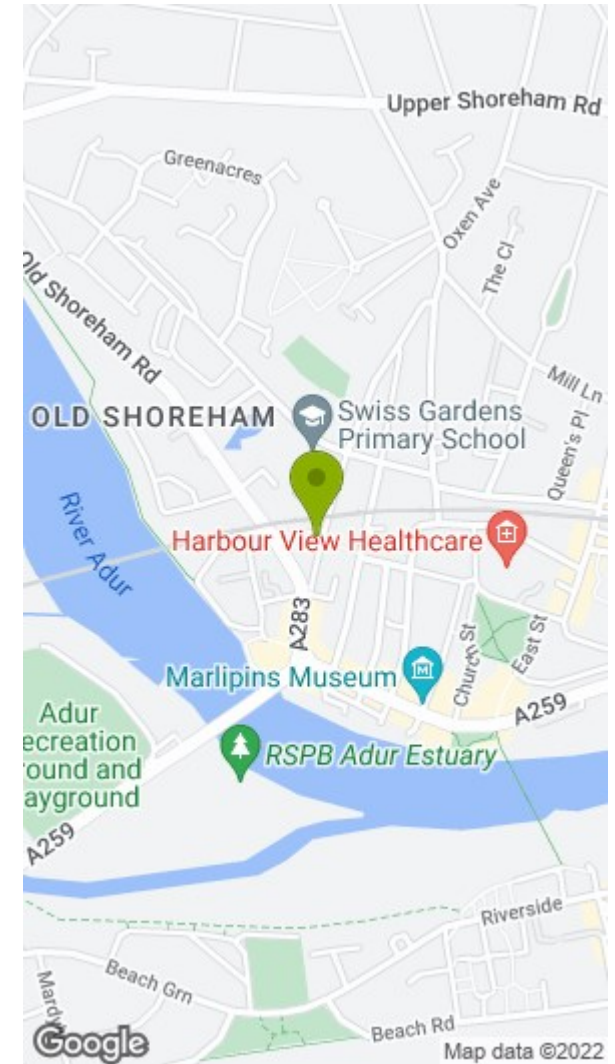 Upper Shoreham Rd
Greenacres
Oxen Ave
The Cl
Old Shoreham Rd
Mill Ln
OLD SHOREHAM
Swiss Gardens
Primary School
Queen's Pl
River Adur
Harbour View Healthcare
A283
Church St
East St
Marlipins Museum
A259
Adur
ecreation
ound and
ayground
RSPB Adur Estuary
A259
Riverside
Beach Grn
Beach Rd
Google
Map data ©2022